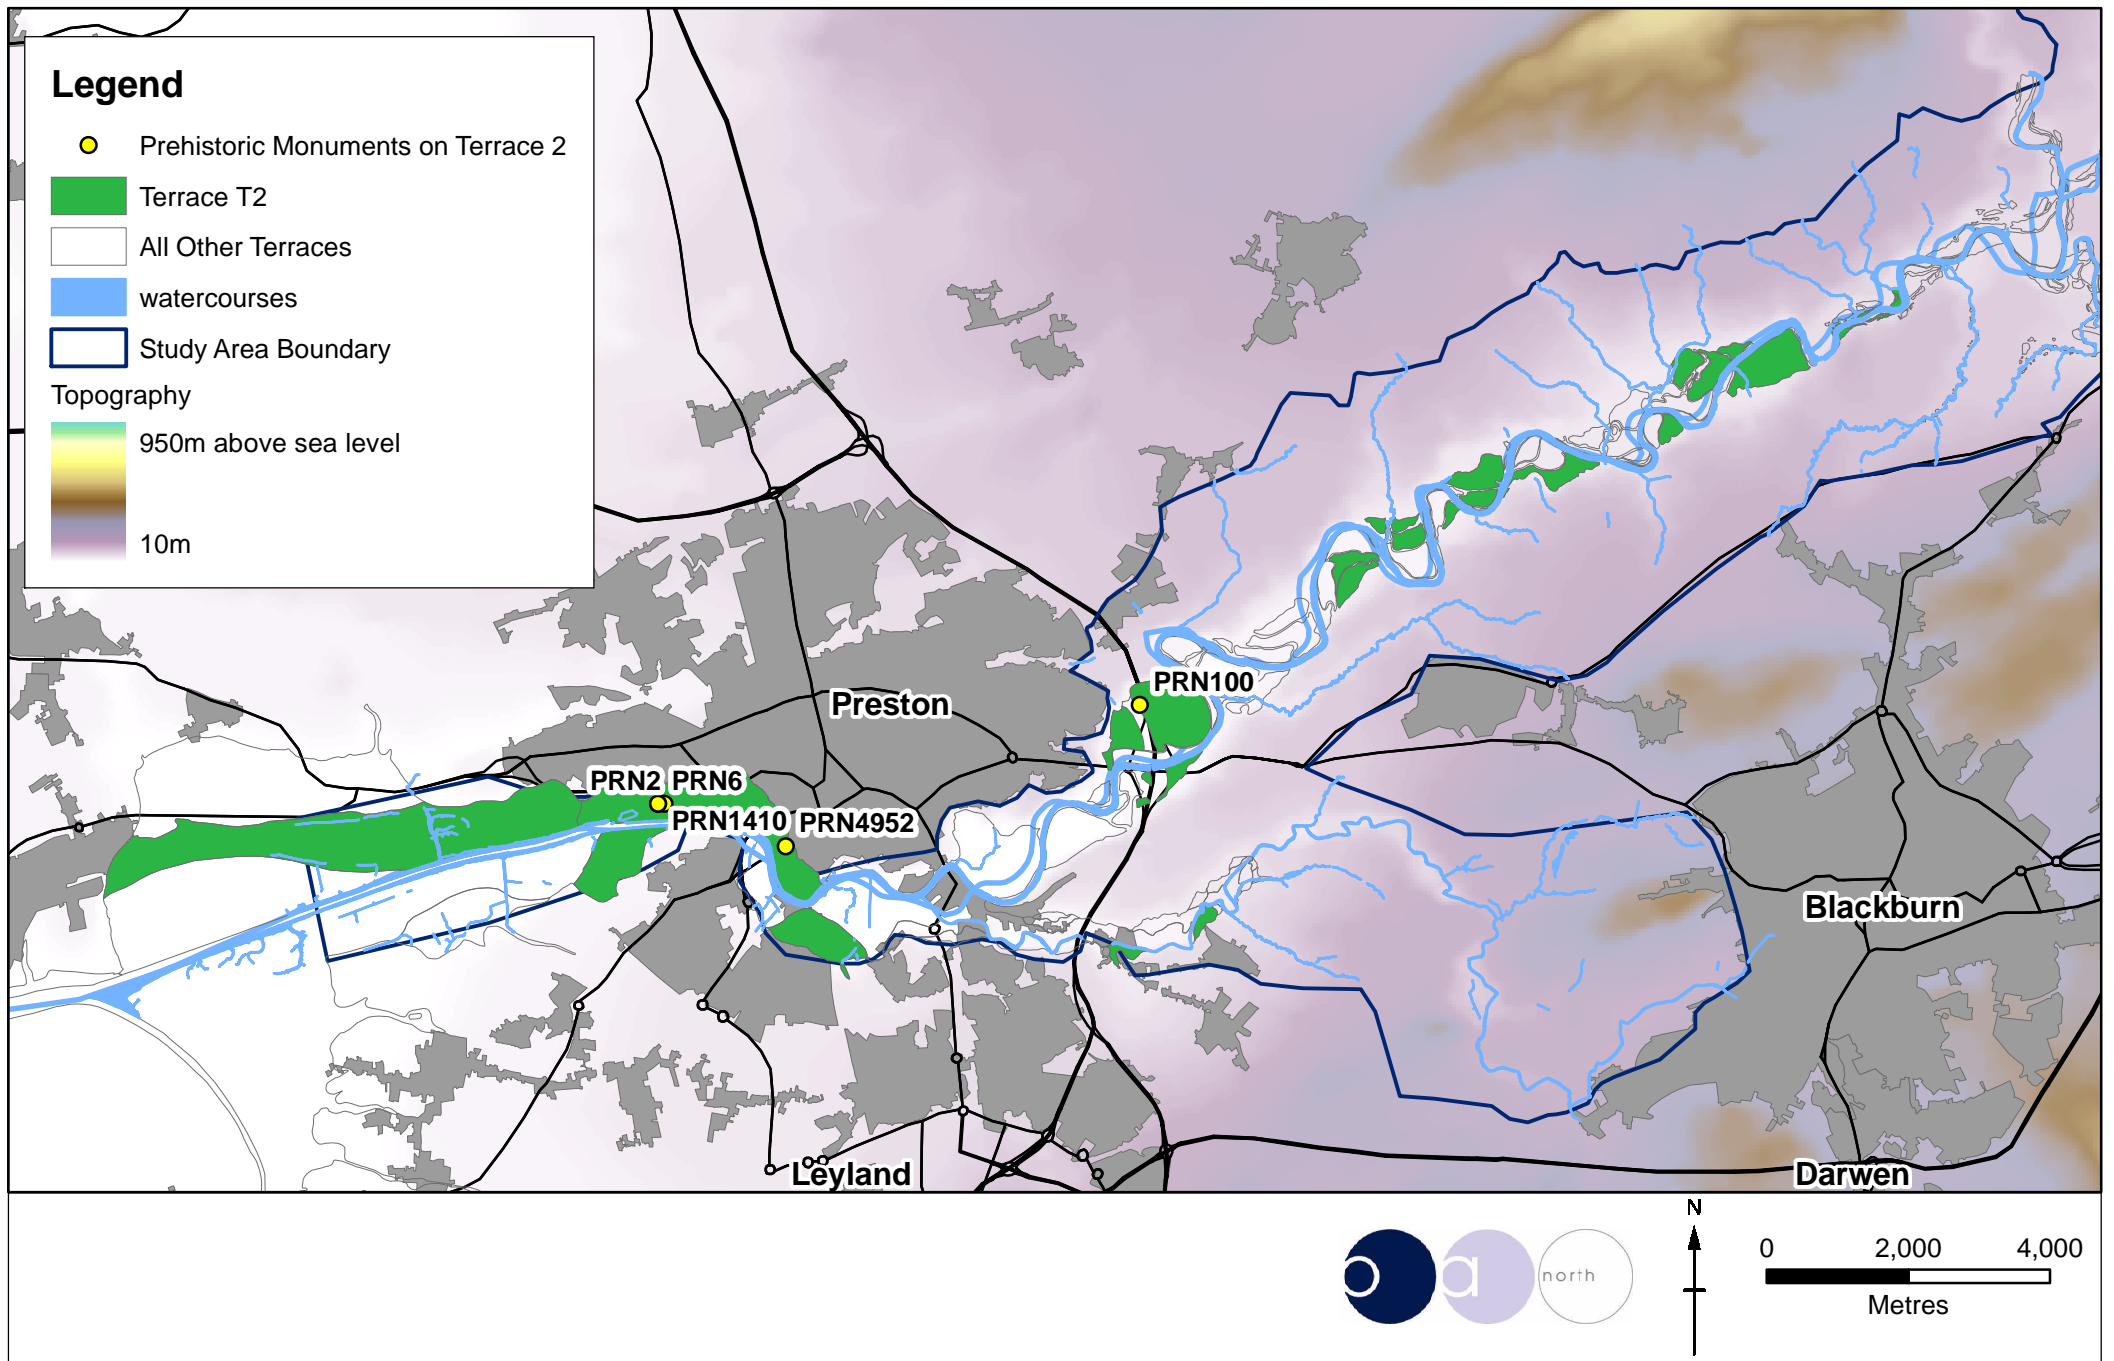 Legend
Prehistoric Monuments on Terrace 2
Terrace T2
All Other Terraces
watercourses
Study Area Boundary
Topography
950m above sea level
10m
PRN100
Preston
PRN2 PRN6
PRN1410 PRN4952
Blackburn
Leyland
Darwen
oa north
N
0 2,000 4,000
Metres